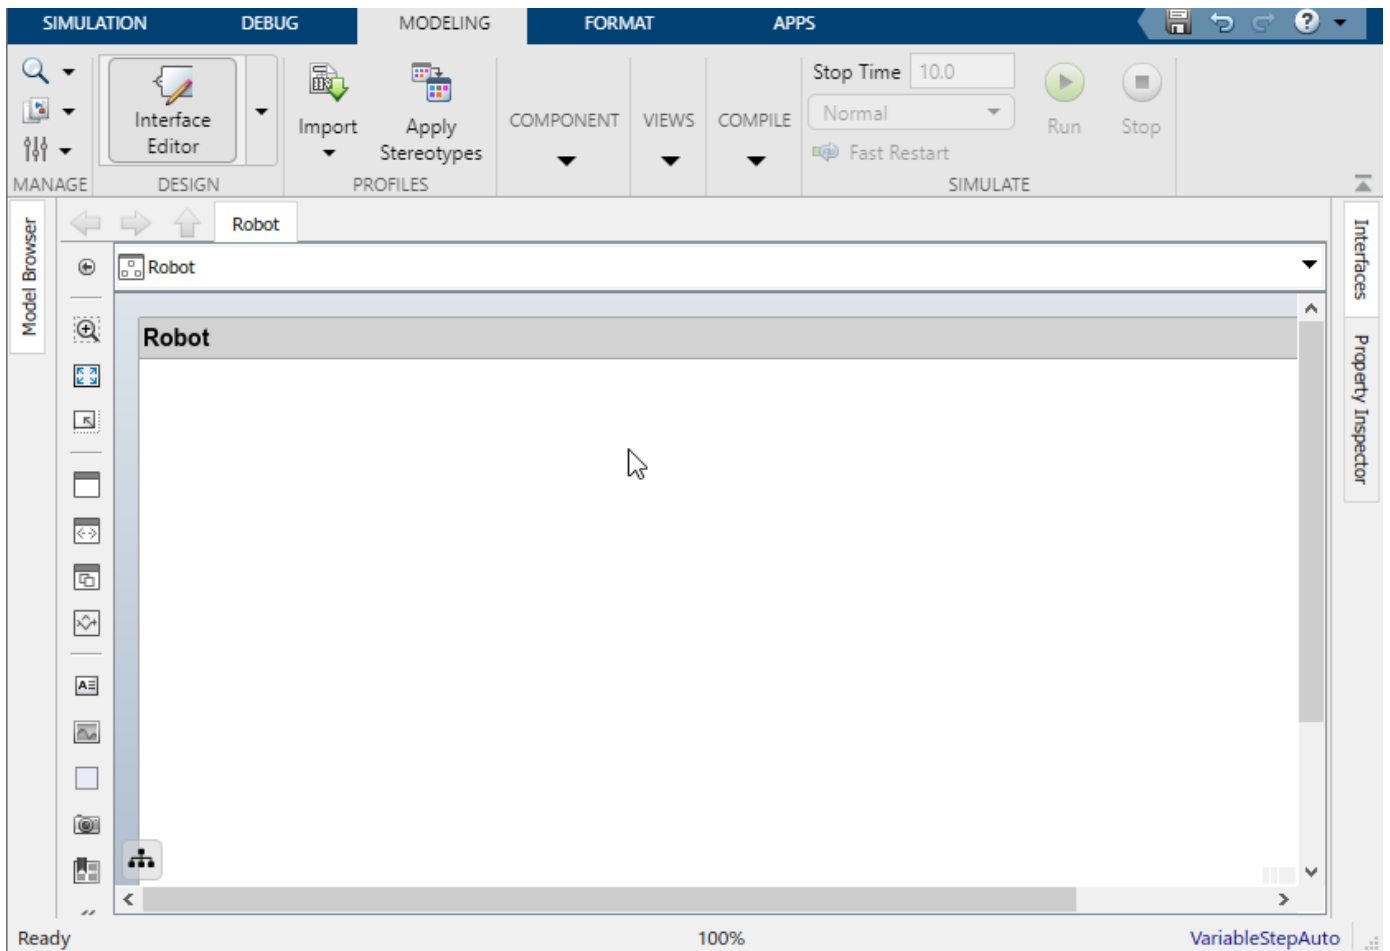 SIMULATION DEBUG MODELING FORMAT APPS
Stop Time 10.0
Normal
Fast Restart
Interface
Editor
Import
Apply
Stereotypes
COMPONENT VIEWS COMPILE
Run Stop
MANAGE DESIGN PROFILES SIMULATE
Model Browser
Robot
Robot
Robot
Interfaces
Property Inspector
Ready 100% VariableStepAuto